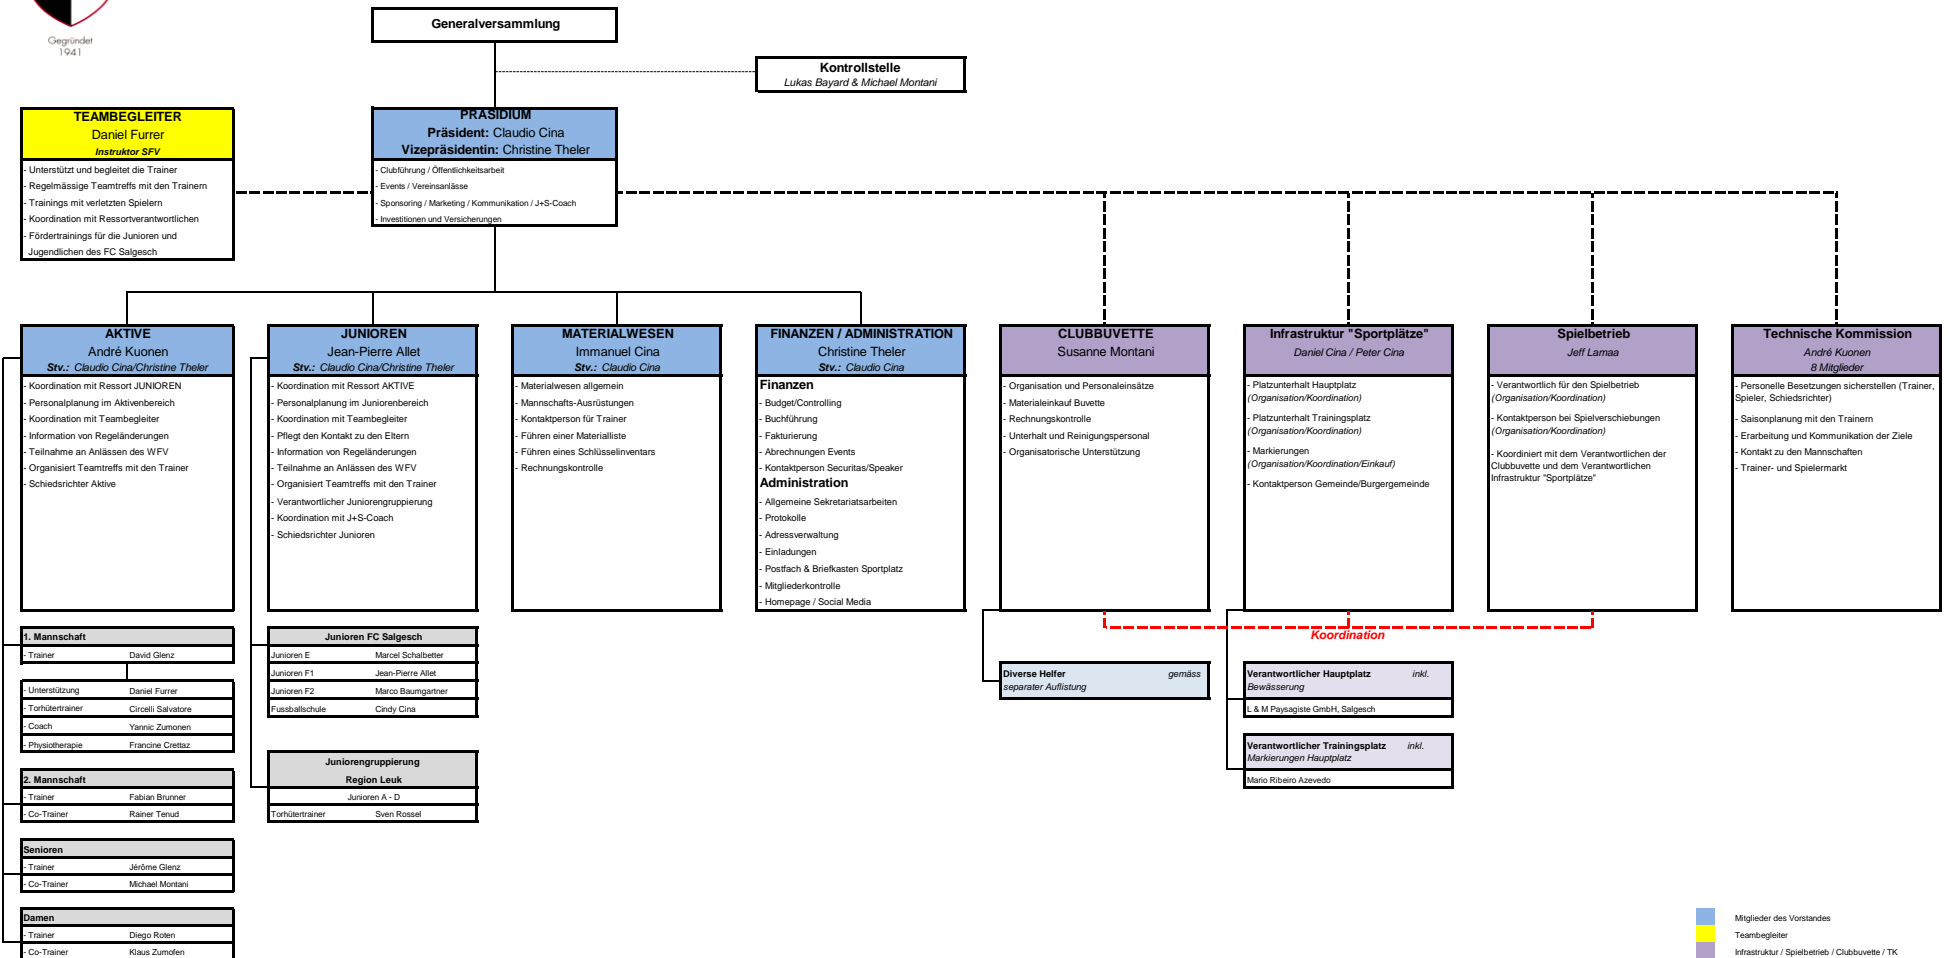 Gegründet
1941
Generalversammlung
Kontrollstelle
Lukas Bayard & Michael Montani
TEAMBEGLEITER
Daniel Furrer
Instruktor SFV
- Unterstützt und begleitet die Trainer
- Regelmässige Teamtreffs mit den Trainern
- Trainings mit verletzten Spielern
- Koordination mit Ressortverantwortlichen
- Fördertrainings für die Junioren und
Jugendlichen des FC Salgesch
PRÄSIDIUM
Präsident: Claudio Cina
Vizepräsidentin: Christine Theler
- Clubführung / Öffentlichkeitsarbeit
- Events / Vereinsanlässe
- Sponsoring / Marketing / Kommunikation / J+S-Coach
- Investitionen und Versicherungen
AKTIVE
André Kuonen
Stv.: Claudio Cina/Christine Theler
- Koordination mit Ressort JUNIOREN
- Personalplanung im Aktivenbereich
- Koordination mit Teambegleiter
- Information von Regeländerungen
- Teilnahme an Anlässen des WFV
- Organisiert Teamtreffs mit den Trainer
- Schiedsrichter Aktive
JUNIOREN
Jean-Pierre Allet
Stv.: Claudio Cina/Christine Theler
- Koordination mit Ressort AKTIVE
- Personalplanung im Juniorenbereich
- Koordination mit Teambegleiter
- Pflegt den Kontakt zu den Eltern
- Information von Regeländerungen
- Teilnahme an Anlässen des WFV
- Organisiert Teamtreffs mit den Trainer
- Verantwortlicher Juniorengruppierung
- Koordination mit J+S-Coach
- Schiedsrichter Junioren
MATERIALWESEN
Immanuel Cina
Stv.: Claudio Cina
- Materialwesen allgemein
- Mannschafts-Ausrüstungen
- Kontaktperson für Trainer
- Führen einer Materialliste
- Führen eines Schlüsselinventars
- Rechnungskontrolle
FINANZEN / ADMINISTRATION
Christine Theler
Stv.: Claudio Cina
Finanzen
- Budget/Controlling
- Buchführung
- Fakturierung
- Abrechnungen Events
- Kontaktperson Securitas/Speaker
Administration
- Allgemeine Sekretariatsarbeiten
- Protokolle
- Adressverwaltung
- Einladungen
- Postfach & Briefkasten Sportplatz
- Mitgliederkontrolle
- Homepage / Social Media
CLUBBUVETTE
Susanne Montani
- Organisation und Personaleinsätze
- Materialeinkauf Buvette
- Rechnungskontrolle
- Unterhalt und Reinigungspersonal
- Organisatorische Unterstützung
Infrastruktur "Sportplätze"
Daniel Cina / Peter Cina
- Platzunterhalt Hauptplatz
(Organisation/Koordination)
- Platzunterhalt Trainingsplatz
(Organisation/Koordination)
- Markierungen
(Organisation/Koordination/Einkauf)
- Kontaktperson Gemeinde/Burgergemeinde
Spielbetrieb
Jeff Lamaa
- Verantwortlich für den Spielbetrieb
(Organisation/Koordination)
- Kontaktperson bei Spielverschiebungen
(Organisation/Koordination)
- Koordiniert mit dem Verantwortlichen der
Clubbuvette und dem Verantwortlichen
Infrastruktur "Sportplätze"
Technische Kommission
André Kuonen
8 Mitglieder
- Personelle Besetzungen sicherstellen (Trainer,
Spieler, Schiedsrichter)
- Saisonplanung mit den Trainern
- Erarbeitung und Kommunikation der Ziele
- Kontakt zu den Mannschaften
- Trainer- und Spielermarkt
Koordination
1. Mannschaft
- Trainer David Glenz
- Unterstützung Daniel Furrer
- Torhütertrainer Circelli Salvatore
- Coach Yannic Zumonen
- Physiotherapie Francine Crettaz
2. Mannschaft
- Trainer Fabian Brunner
- Co-Trainer Rainer Tenud
Senioren
- Trainer Jérôme Glenz
- Co-Trainer Michael Montani
Damen
- Trainer Diego Roten
- Co-Trainer Klaus Zumofen
Junioren FC Salgesch
Junioren E Marcel Schalbetter
Junioren F1 Jean-Pierre Allet
Junioren F2 Marco Baumgartner
Fussballschule Cindy Cina
Juniorengruppierung
Region Leuk
Junioren A - D
Torhütertrainer Sven Rossel
Diverse Helfer gemäss
separater Auflistung
Verantwortlicher Hauptplatz inkl.
Bewässerung
L & M Paysagiste GmbH, Salgesch
Verantwortlicher Trainingsplatz inkl.
Markierungen Hauptplatz
Mario Ribeiro Azevedo
Mitglieder des Vorstandes
Teambegleiter
Infrastruktur / Spielbetrieb / Clubbuvette / TK